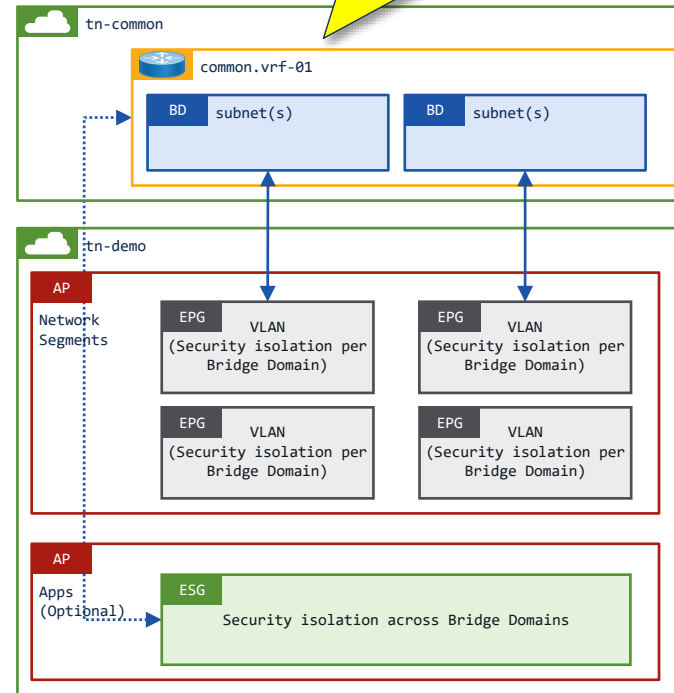 tn-common
common.vrf-01
BD subnet(s)
BD subnet(s)
tn-demo
AP
Network
Segments
EPG
VLAN
(Security isolation per
Bridge Domain)
EPG
VLAN
(Security isolation per
Bridge Domain)
EPG
VLAN
(Security isolation per
Bridge Domain)
EPG
VLAN
(Security isolation per
Bridge Domain)
AP
Apps
(Optional)
ESG
Security isolation across Bridge Domains